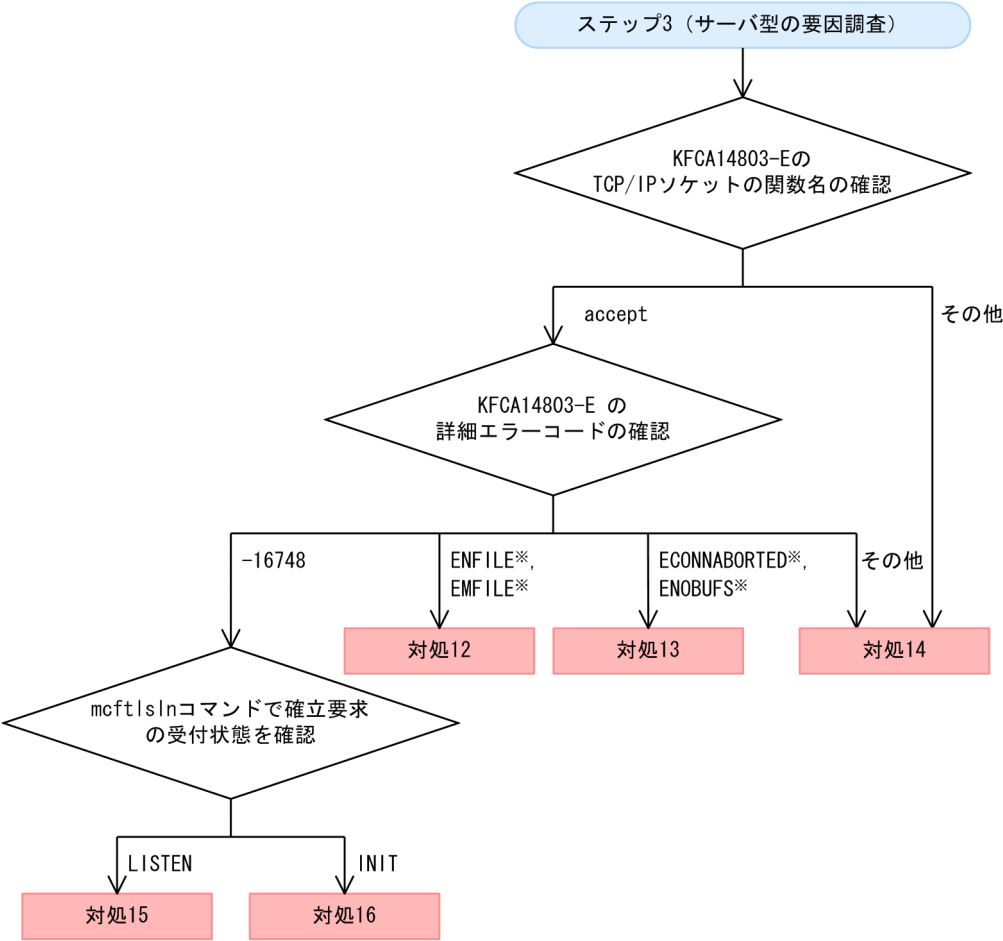 ステップ3（サーバ型の要因調査）
KFCA14803-Eの
TCP/IPソケットの関数名の確認
accept
その他
KFCA14803-E の
詳細エラーコードの確認
-16748
ENFILE※,
EMFILE※
ECONNABORTED※,
ENOBUFS※
その他
対処12
対処13
対処14
mcftlslnコマンドで確立要求
の受付状態を確認
LISTEN
INIT
対処15
対処16